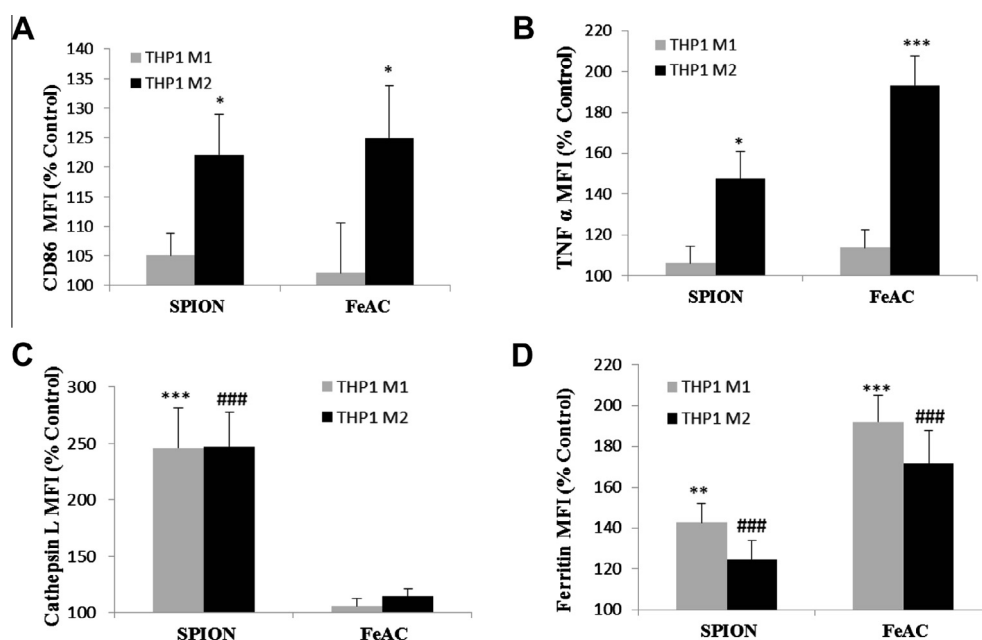 A
CD86 MFI (% Control)
140
135
130
125
120
115
110
105
100
THP1 M1
THP1 M2
*
*
SPION
FeAC
B
TNF α MFI (% Control)
220
200
180
160
140
120
100
THP1 M1
THP1 M2
*
***
SPION
FeAC
C
Cathepsin L MFI (% Control)
300
250
200
150
100
THP1 M1
THP1 M2
***
###
SPION
FeAC
D
Ferritin MFI (% Control)
220
200
180
160
140
120
100
THP1 M1
THP1 M2
**
###
***
###
SPION
FeAC